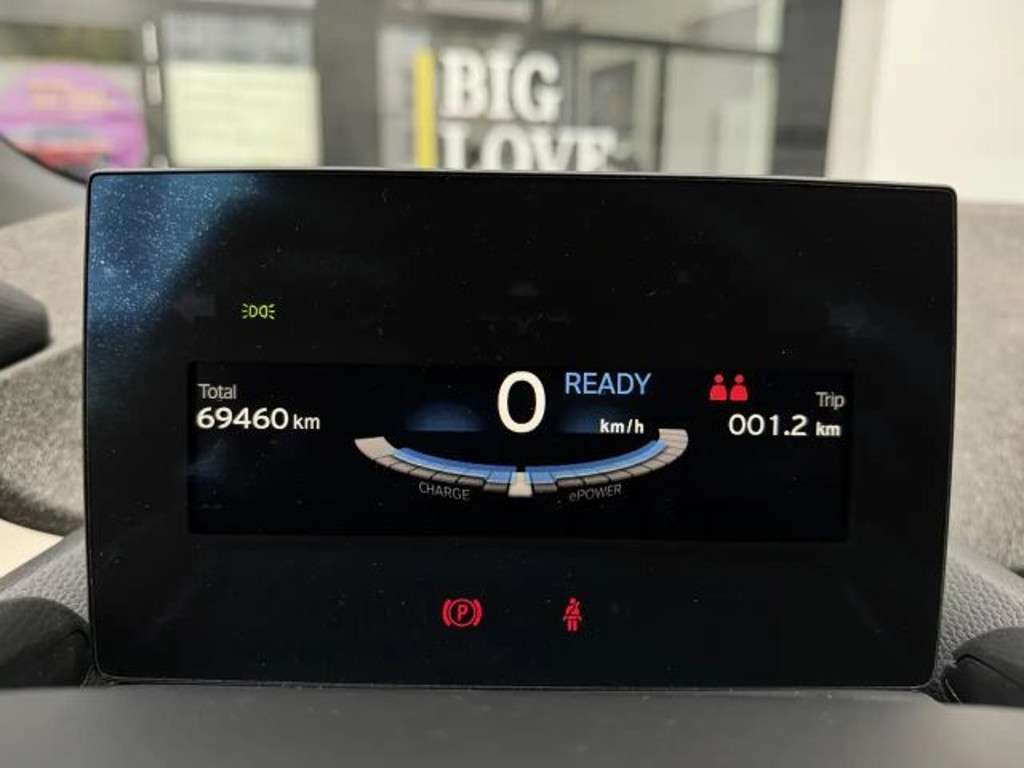 BIG
LOVE
Total
69460 km
0
READY
km/h
Trip
001.2 km
CHARGE
ePOWER
P